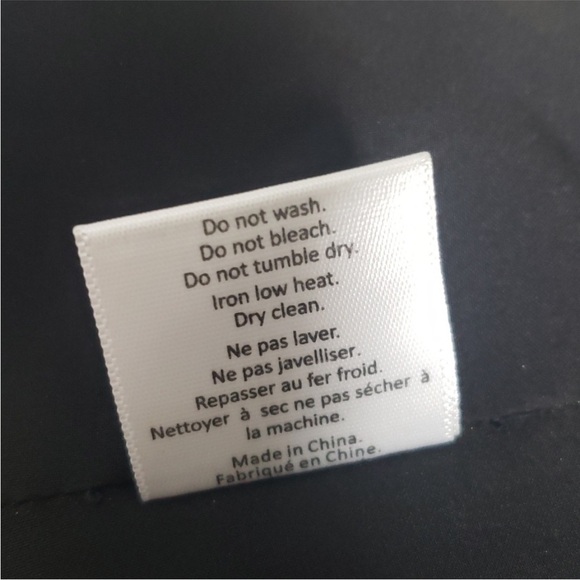 Do not wash.
Do not bleach.
Do not tumble dry.
Iron low heat.
Dry clean.
Ne pas laver.
Ne pas javelliser.
Repasser au fer froid.
Nettoyer à sec ne pas sécher à
la machine.
Made in China.
Fabriqué en Chine.